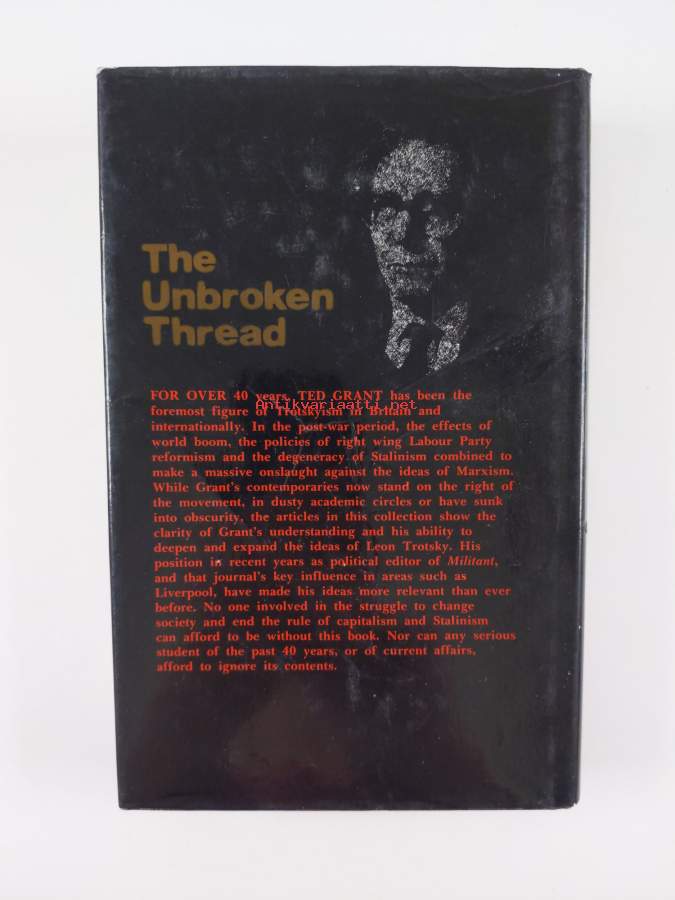 The
Unbroken
Thread
FOR OVER 40 years, TED GRANT has been the
Antikvariaatti.net
foremost figure of Trotskyism in Britain and
internationally. In the post-war period, the effects of
world boom, the policies of right wing Labour Party
reformism and the degeneracy of Stalinism combined to
make a massive onslaught against the ideas of Marxism.
While Grant's contemporaries now stand on the right of
the movement, in dusty academic circles or have sunk
into obscurity, the articles in this collection show the
clarity of Grant's understanding and his ability to
deepen and expand the ideas of Leon Trotsky. His
position in recent years as political editor of Militant,
and that journal's key influence in areas such as
Liverpool, have made his ideas more relevant than ever
before. No one involved in the struggle to change
society and end the rule of capitalism and Stalinism
can afford to be without this book. Nor can any serious
student of the past 40 years, or of current affairs,
afford to ignore its contents.